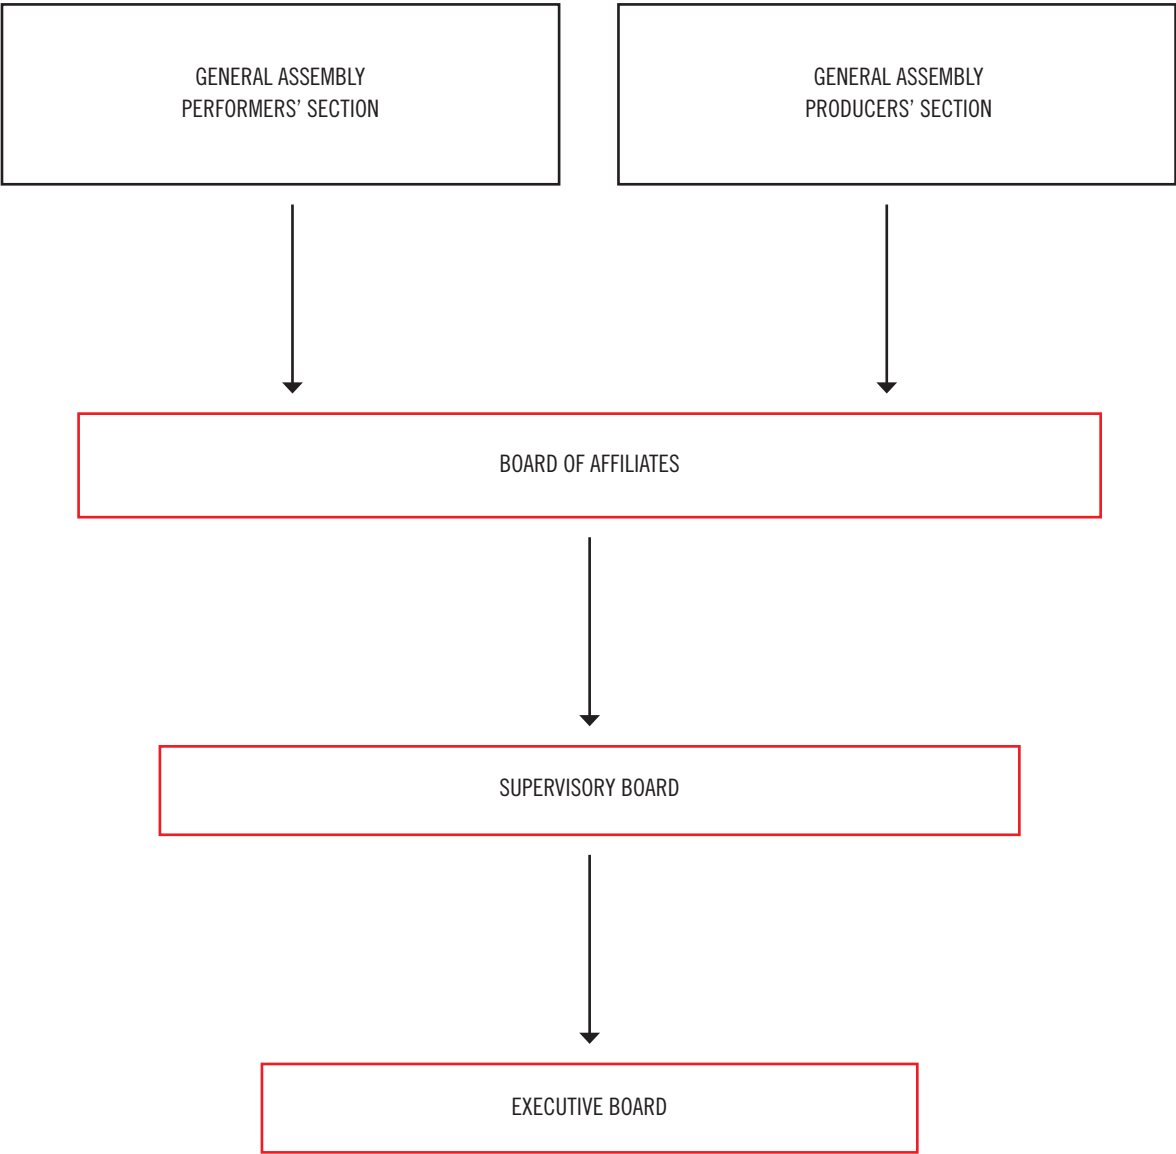 GENERAL ASSEMBLY
PERFORMERS’ SECTION
GENERAL ASSEMBLY
PRODUCERS’ SECTION
BOARD OF AFFILIATES
SUPERVISORY BOARD
EXECUTIVE BOARD